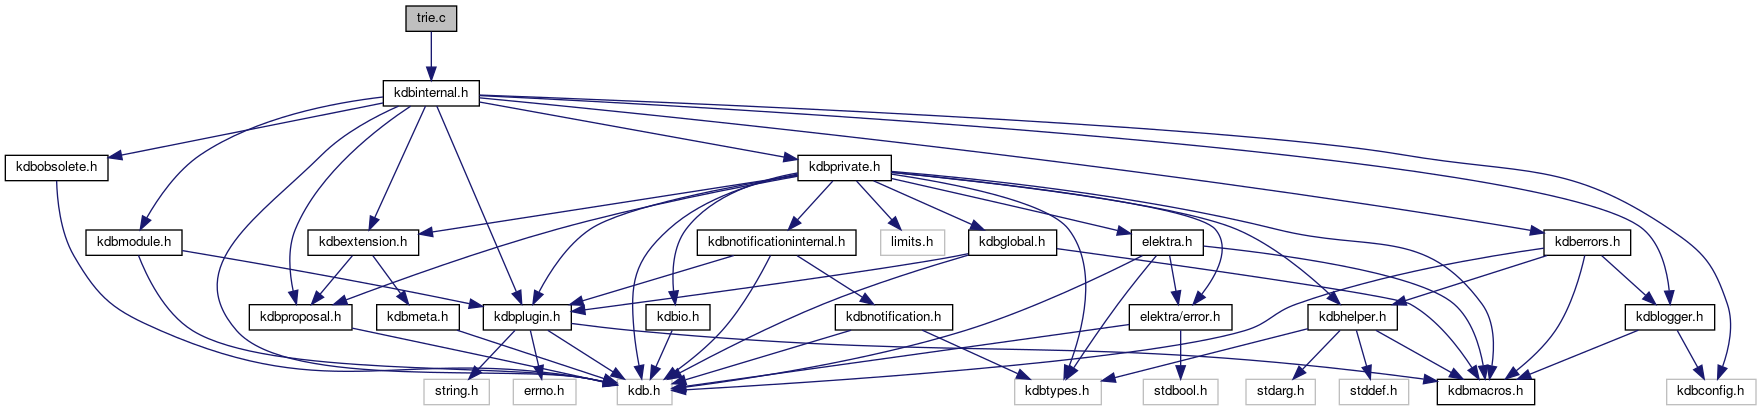 trie.c
kdbinternal.h
kdbobsolete.h
kdbprivate.h
kdbmodule.h
kdbextension.h
kdbnotificationinternal.h
limits.h
kdbglobal.h
elektra.h
kdberrors.h
kdbproposal.h
kdbmeta.h
kdbplugin.h
kdbio.h
kdbnotification.h
elektra/error.h
kdbhelper.h
kdblogger.h
string.h
errno.h
kdb.h
kdbtypes.h
stdbool.h
stdarg.h
stddef.h
kdbmacros.h
kdbconfig.h